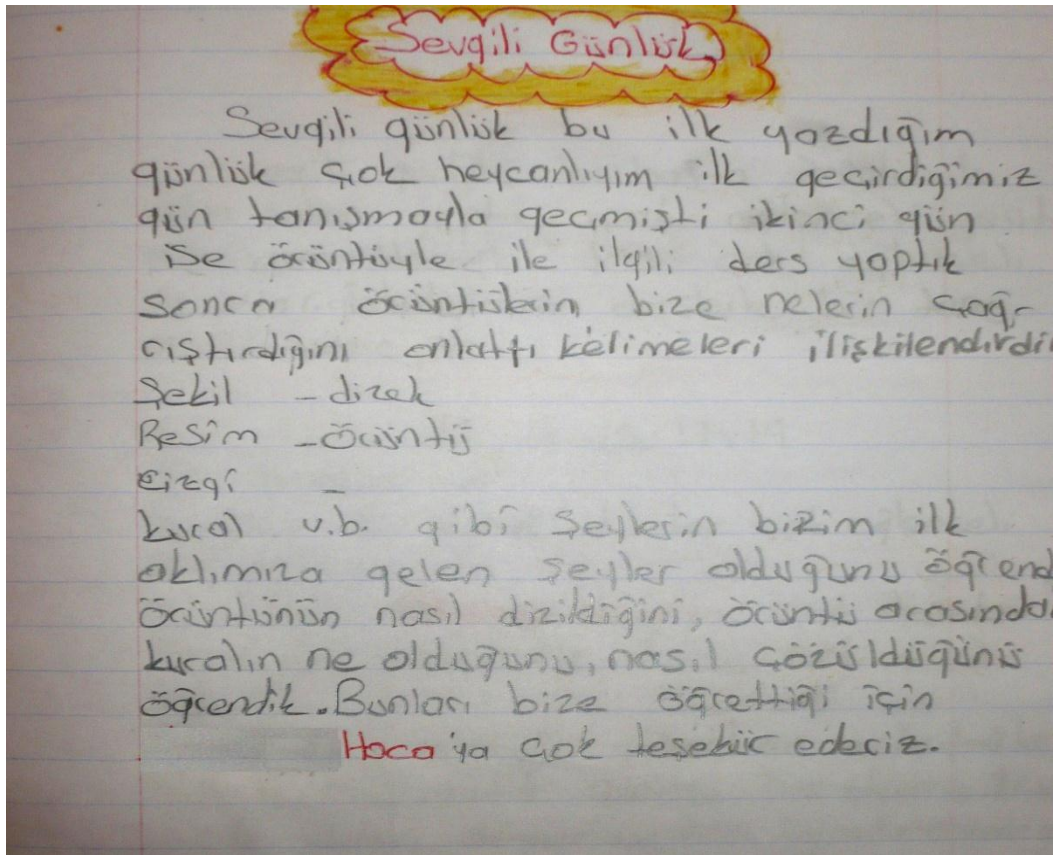 Sevgili Günlük
Sevgili günlük bu ilk yazdığım
günlük çok heycanlıyım ilk geçirdiğimiz
gün tanışmayla geçmişti ikinci gün
ise örüntüyle ile ilgili ders yaptık
sonra örüntülerin bize nelerin çağ-
rıştırdığını anlattı kelimeleri ilişkilendirdi
Şekil - dizek
Resim - örüntü
Çizgi -
kural v.b. gibi şeylerin bizim ilk
aklımıza gelen şeyler olduğunu öğrend
örüntünün nasıl dizildiğini, örüntü arasında
kuralın ne olduğunu, nasıl çözüldüğünü
öğrendik. Bunları bize öğrettiği için
Hoca'ya çok teşekür ederiz.